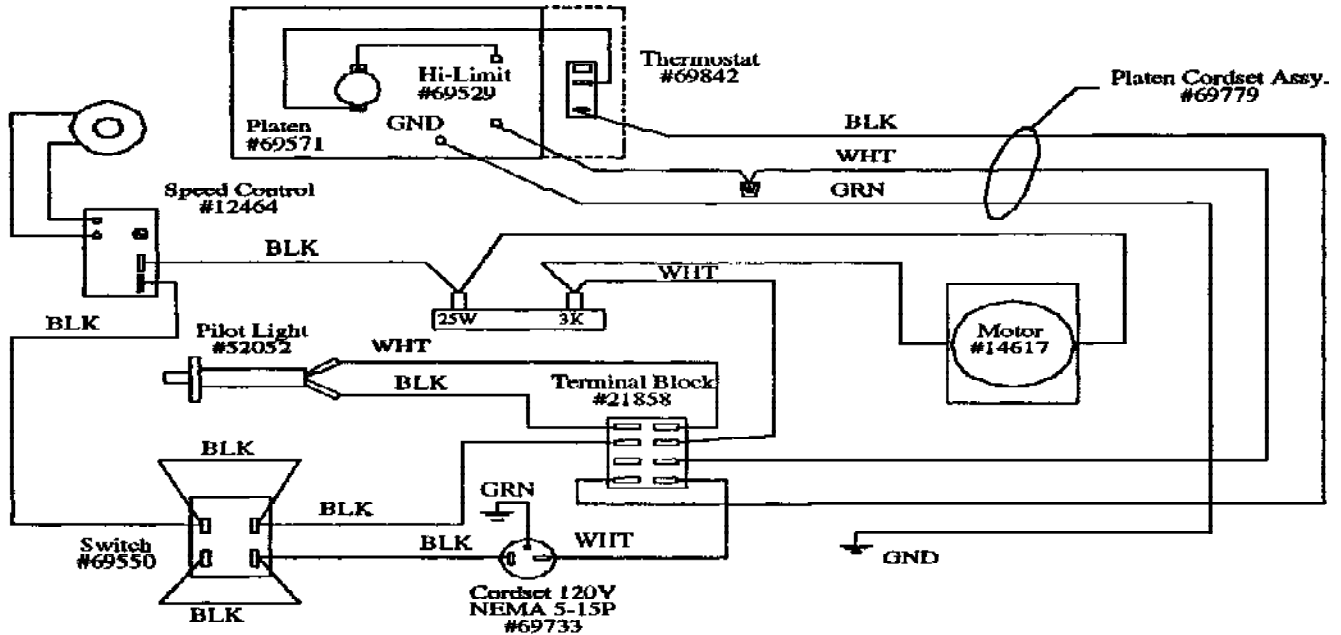 Thermostat
#69842
Hi-Limit
#69529
Platen Cordset Assy.
#69779
Platen
#69571
GND
BLK
WHT
GRN
Speed Control
#12464
BLK
WHT
25W
3K
BLK
Pilot Light
#52052
WHT
BLK
Motor
#14617
Terminal Block
#21858
BLK
GRN
BLK
BLK
WHT
Switch
#69550
GND
BLK
Cordset 120V
NEMA 5-15P
#69733